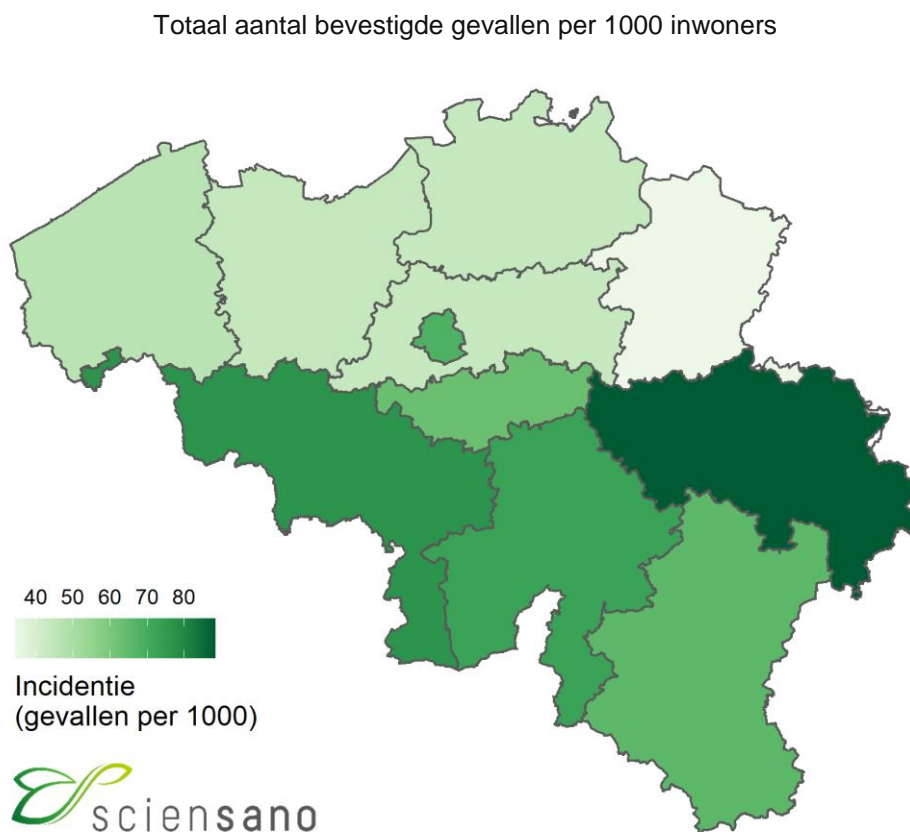 Totaal aantal bevestigde gevallen per 1000 inwoners
40 50 60 70 80
Incidentie
(gevallen per 1000)
sciensano